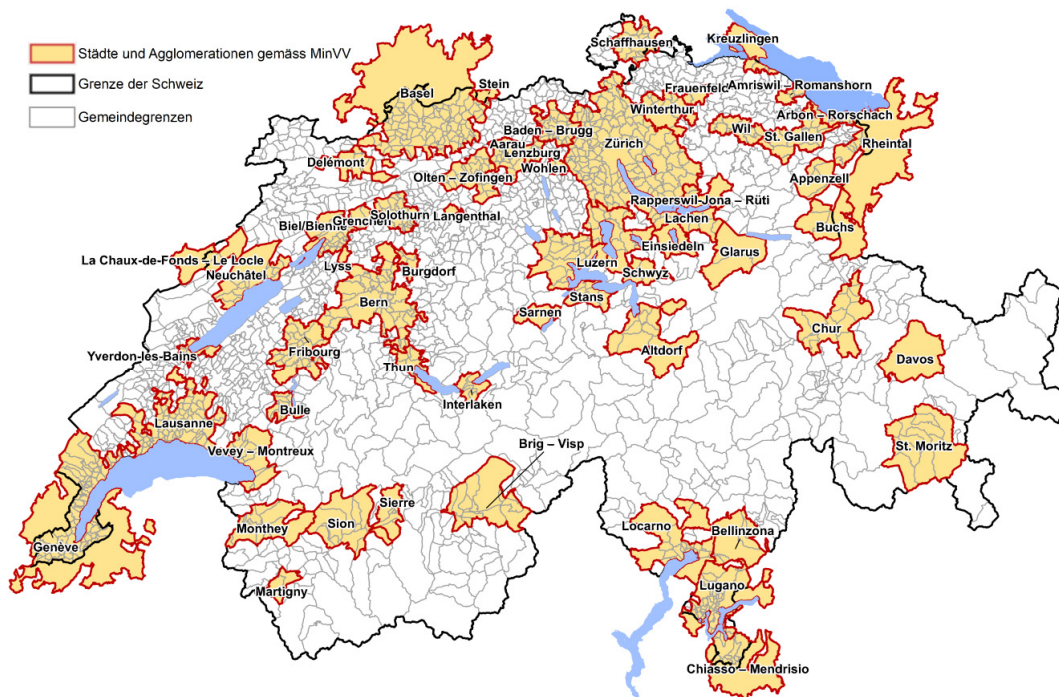 Städte und Agglomerationen gemäss MinVV
Grenze der Schweiz
Gemeindegrenzen
Schaffhausen
Kreuzlingen
Basel
Stein
Frauenfeld
Amriswil – Romanshorn
Winterthur
Arbon – Rorschach
Baden – Brugg
Wil
St. Gallen
Rheintal
Aarau
Lenzburg
Zürich
Delémont
Olten – Zofingen
Wohlen
Appenzell
Rapperswil-Jona – Rüti
Solothurn
Langenthal
Grenchen
Lachen
Biel/Bienne
Buchs
Einsiedeln
Glarus
La Chaux-de-Fonds – Le Locle
Lyss
Burgdorf
Luzern
Schwyz
Neuchâtel
Stans
Bern
Sarnen
Chur
Fribourg
Altdorf
Yverdon-les-Bains
Thun
Davos
Interlaken
Bulle
Lausanne
Brig – Visp
St. Moritz
Vevey – Montreux
Sierre
Monthey
Sion
Locarno
Bellinzona
Genève
Lugano
Martigny
Chiasso – Mendrisio